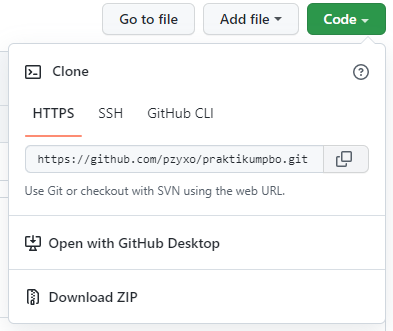 Go to file Add file Code
Clone
HTTPS SSH GitHub CLI
https://github.com/pzyxo/praktikumpbo.git
Use Git or checkout with SVN using the web URL.
Open with GitHub Desktop
Download ZIP